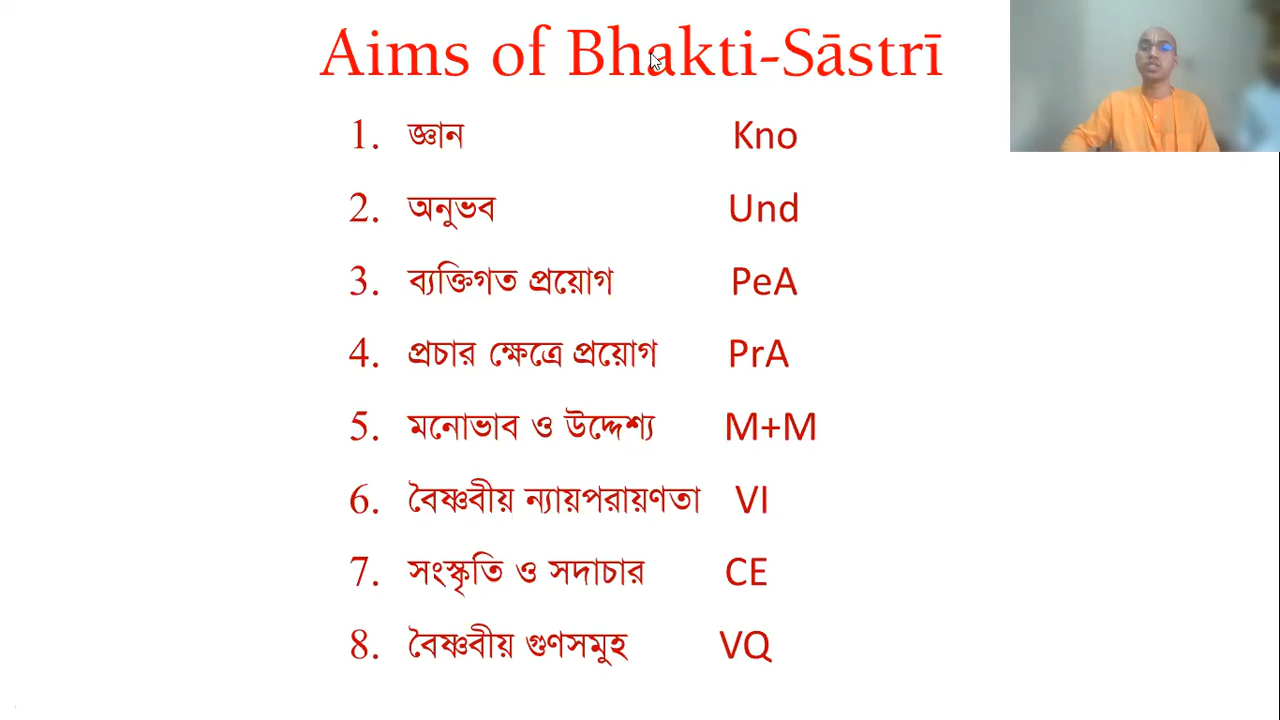 Aims of Bhakti-Sāstrī
1. জ্ঞান Kno
2. অনুভব Und
3. ব্যক্তিগত প্রয়োগ PeA
4. প্রচার ক্ষেত্রে প্রয়োগ PrA
5. মনোভাব ও উদ্দেশ্য M+M
6. বৈষ্ণবীয় ন্যায়পরায়ণতা VI
7. সংস্কৃতি ও সদাচার CE
8. বৈষ্ণবীয় গুণসমূহ VQ